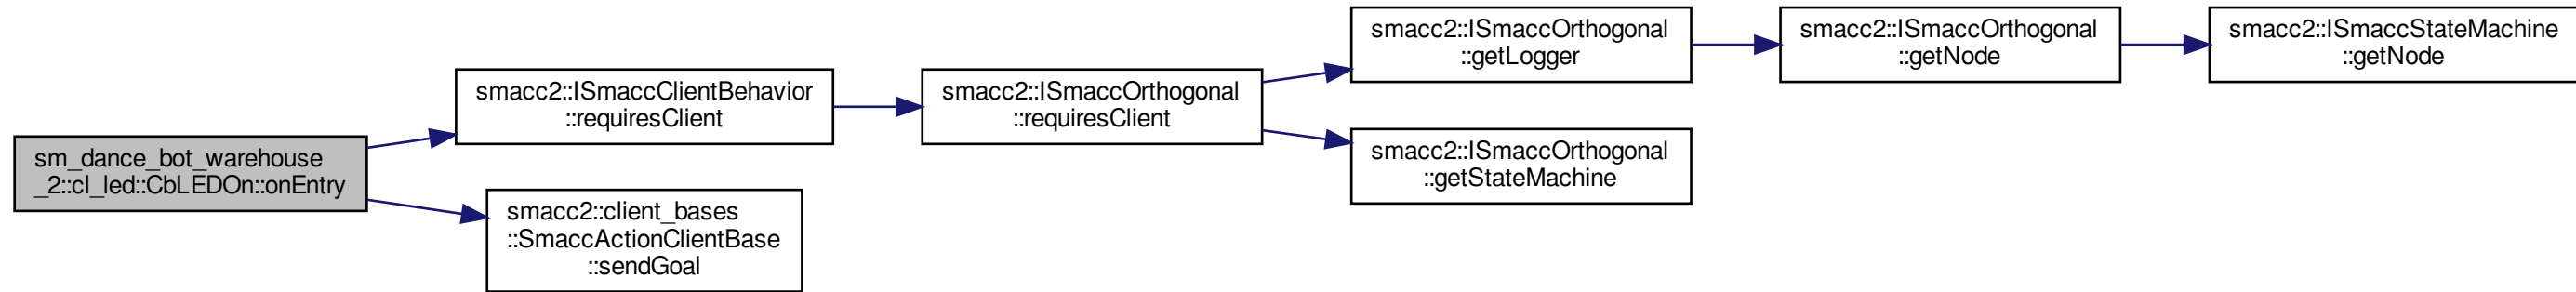 sm_dance_bot_warehouse
_2::cl_led::CbLEDOn::onEntry
smacc2::ISmaccClientBehavior
::requiresClient
smacc2::ISmaccOrthogonal
::requiresClient
smacc2::ISmaccOrthogonal
::getLogger
smacc2::ISmaccOrthogonal
::getNode
smacc2::ISmaccStateMachine
::getNode
smacc2::ISmaccOrthogonal
::getStateMachine
smacc2::client_bases
::SmaccActionClientBase
::sendGoal